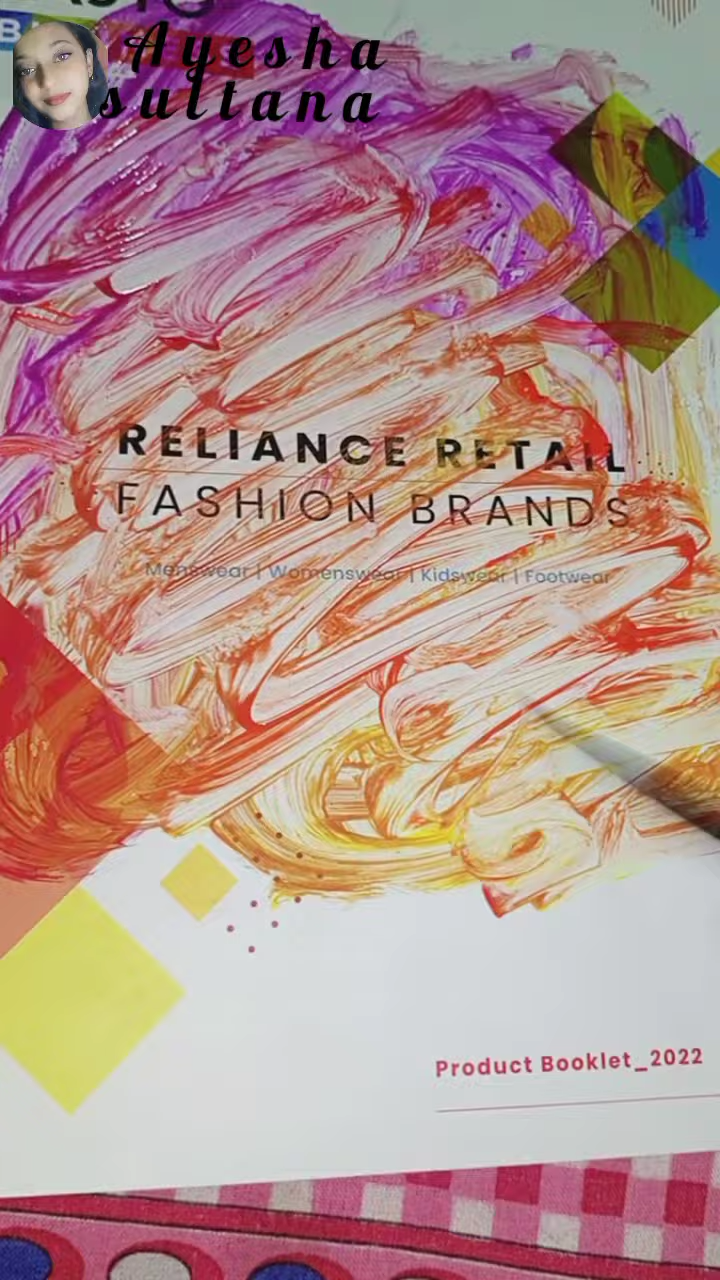 Ayesha
sultana
RELIANCE RETAIL
FASHION BRANDS
Menswear | Womenswear | Kidswear | Footwear
Product Booklet_2022